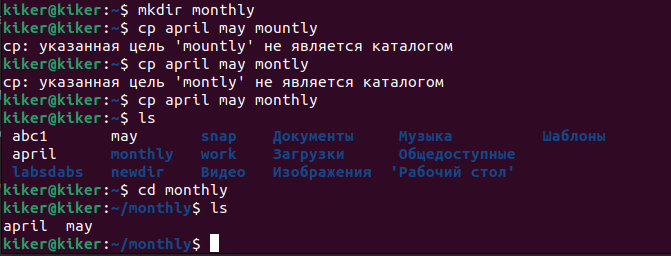 kiker@kiker:~$ mkdir monthly
kiker@kiker:~$ cp april may mountly
cp: указанная цель 'mountly' не является каталогом
kiker@kiker:~$ cp april may montly
cp: указанная цель 'montly' не является каталогом
kiker@kiker:~$ cp april may monthly
kiker@kiker:~$ ls
abc1 may snap Документы Музыка Шаблоны
april monthly work Загрузки Общедоступные
labsdabs newdir Видео Изображения 'Рабочий стол'
kiker@kiker:~$ cd monthly
kiker@kiker:~/monthly$ ls
april may
kiker@kiker:~/monthly$